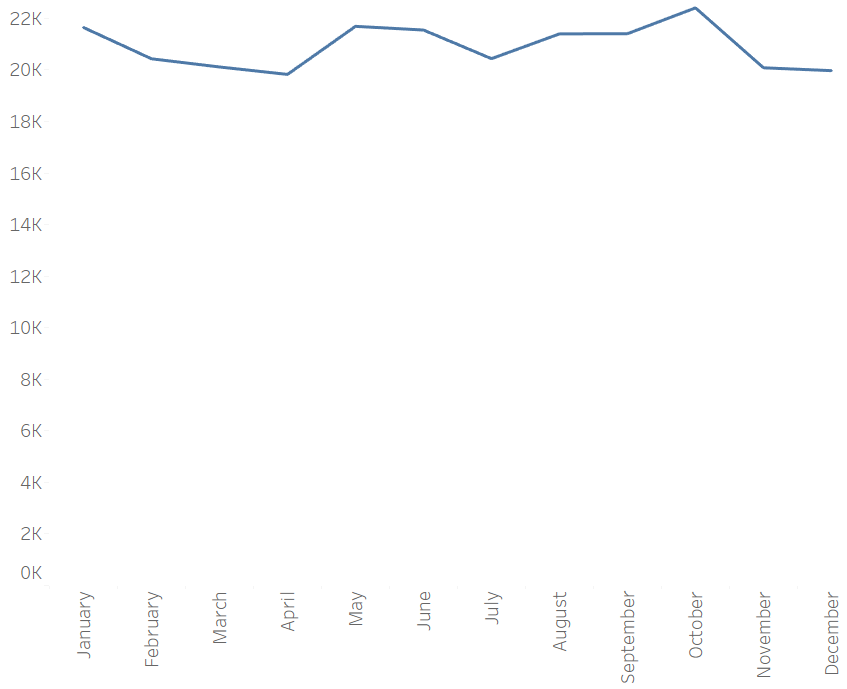 22K
20K
18K
16K
14K
12K
10K
8K
6K
4K
2K
0K
January
February
March
April
May
June
July
August
September
October
November
December